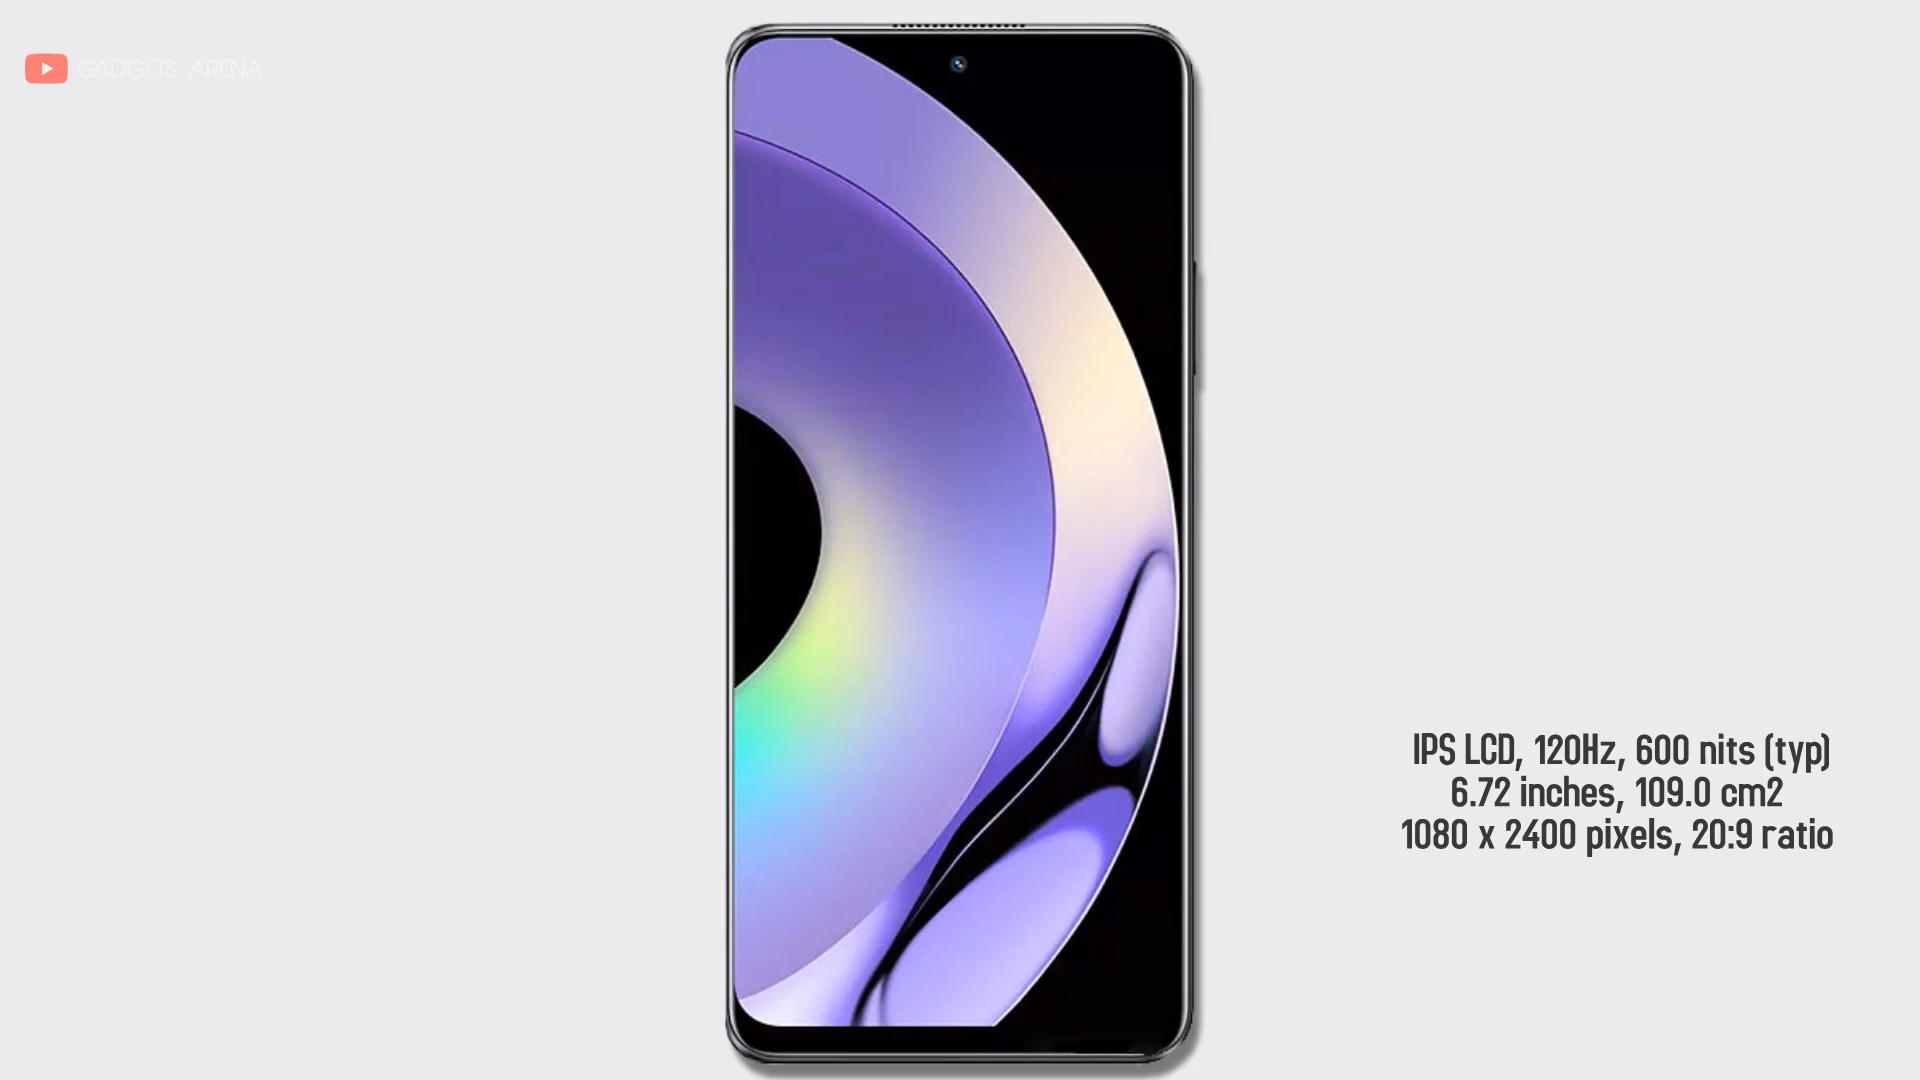 GADGETS ARENA
IPS LCD, 120Hz, 600 nits (typ)
6.72 inches, 109.0 cm2
1080 x 2400 pixels, 20:9 ratio